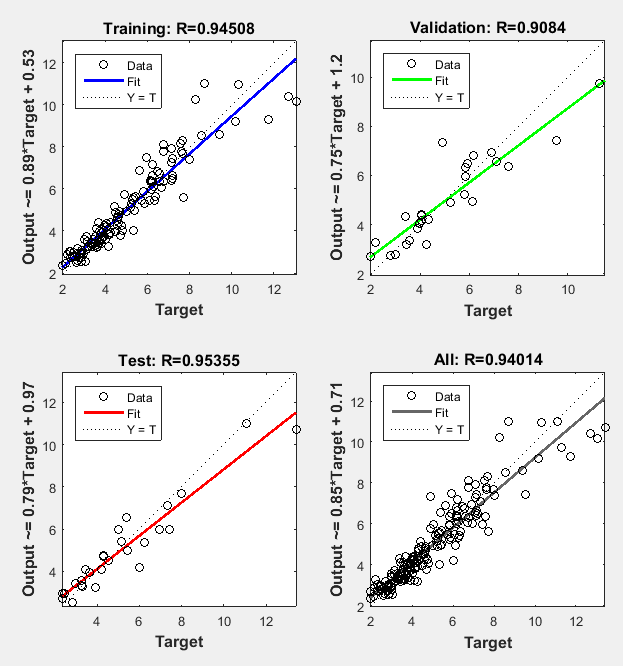 Training: R=0.94508
Output ~= 0.89*Target + 0.53
Data
Fit
Y = T
12
10
8
6
4
2
2 4 6 8 10 12
Target
Validation: R=0.9084
Output ~= 0.75*Target + 1.2
Data
Fit
Y = T
10
8
6
4
2
2 4 6 8 10
Target
Test: R=0.95355
Output ~= 0.79*Target + 0.97
Data
Fit
Y = T
12
10
8
6
4
4 6 8 10 12
Target
All: R=0.94014
Output ~= 0.85*Target + 0.71
Data
Fit
Y = T
12
10
8
6
4
2
2 4 6 8 10 12
Target